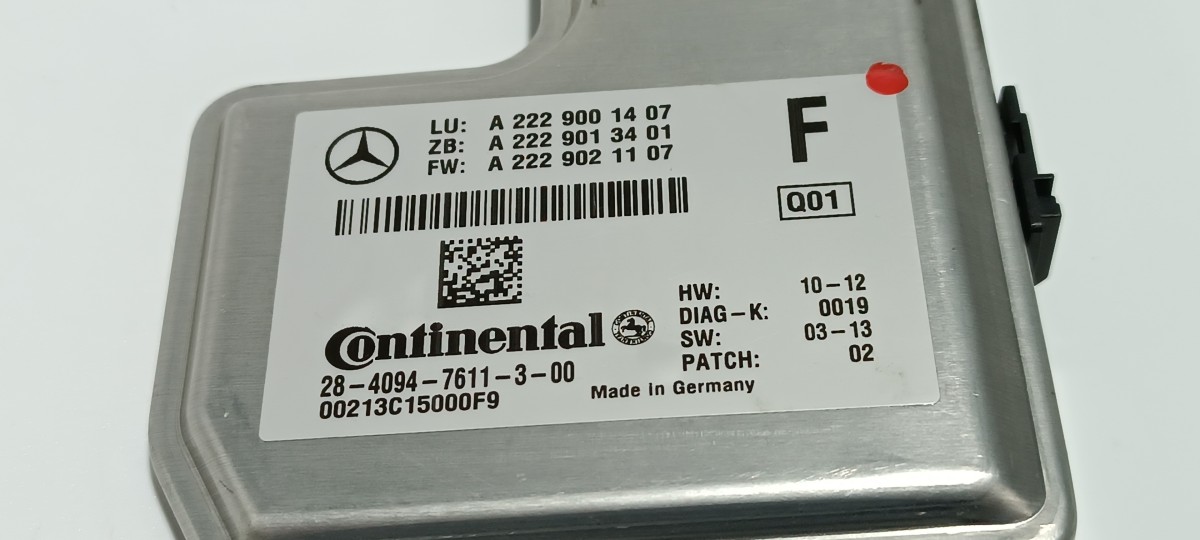 LU: A 222 900 14 07
ZB: A 222 901 34 01
FW: A 222 902 11 07
F
Q01
HW: 10-12
DIAG-K: 0019
SW: 03-13
PATCH: 02
Continental
28-4094-7611-3-00
00213C15000F9
Made in Germany